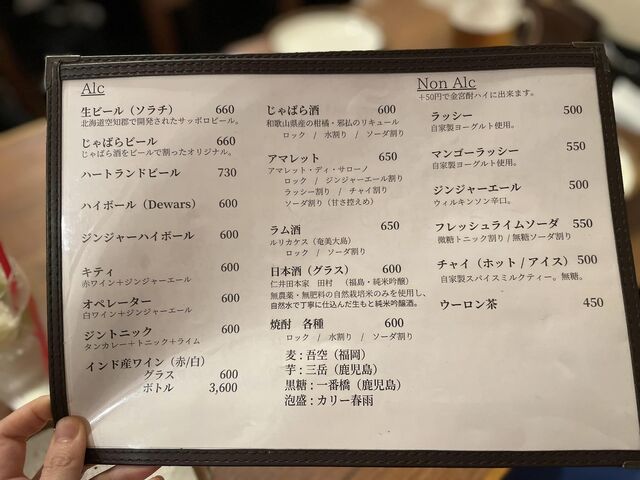 Alc
生ビール（ソラチ） 660
北海道空知郡で開発されたサッポロビール。
じゃばらビール 660
じゃばら酒をビールで割ったオリジナル。
ハートランドビール 730
ハイボール（Dewars） 600
ジンジャーハイボール 600
キティ 600
赤ワイン＋ジンジャーエール
オペレーター 600
白ワイン＋ジンジャーエール
ジントニック 600
タンカレー＋トニック＋ライム
インド産ワイン（赤/白）
グラス 600
ボトル 3,600
じゃばら酒 600
和歌山県産の柑橘・邪払のリキュール
ロック / 水割り / ソーダ割り
アマレット 650
アマレット・ディ・サローノ
ロック / ジンジャーエール割り
ラッシー割り / チャイ割り
ソーダ割り（甘さ控えめ）
ラム酒 650
ルリカケス（奄美大島）
ロック / ソーダ割り
日本酒（グラス） 600
仁井田本家 田村 （福島・純米吟醸）
無農薬・無肥料の自然栽培米のみを使用し、
自然水で丁寧に仕込んだ生もと純米吟醸酒。
焼酎 各種 600
ロック / 水割り / ソーダ割り
麦：吾空（福岡）
芋：三岳（鹿児島）
黒糖：一番橋（鹿児島）
泡盛：カリー春雨
Non Alc
＋50円で金宮酎ハイに出来ます。
ラッシー 500
自家製ヨーグルト使用。
マンゴーラッシー 550
自家製ヨーグルト使用。
ジンジャーエール 500
ウィルキンソン辛口。
フレッシュライムソーダ 550
微糖トニック割り / 無糖ソーダ割り
チャイ（ホット / アイス） 500
自家製スパイスミルクティー。無糖。
ウーロン茶 450